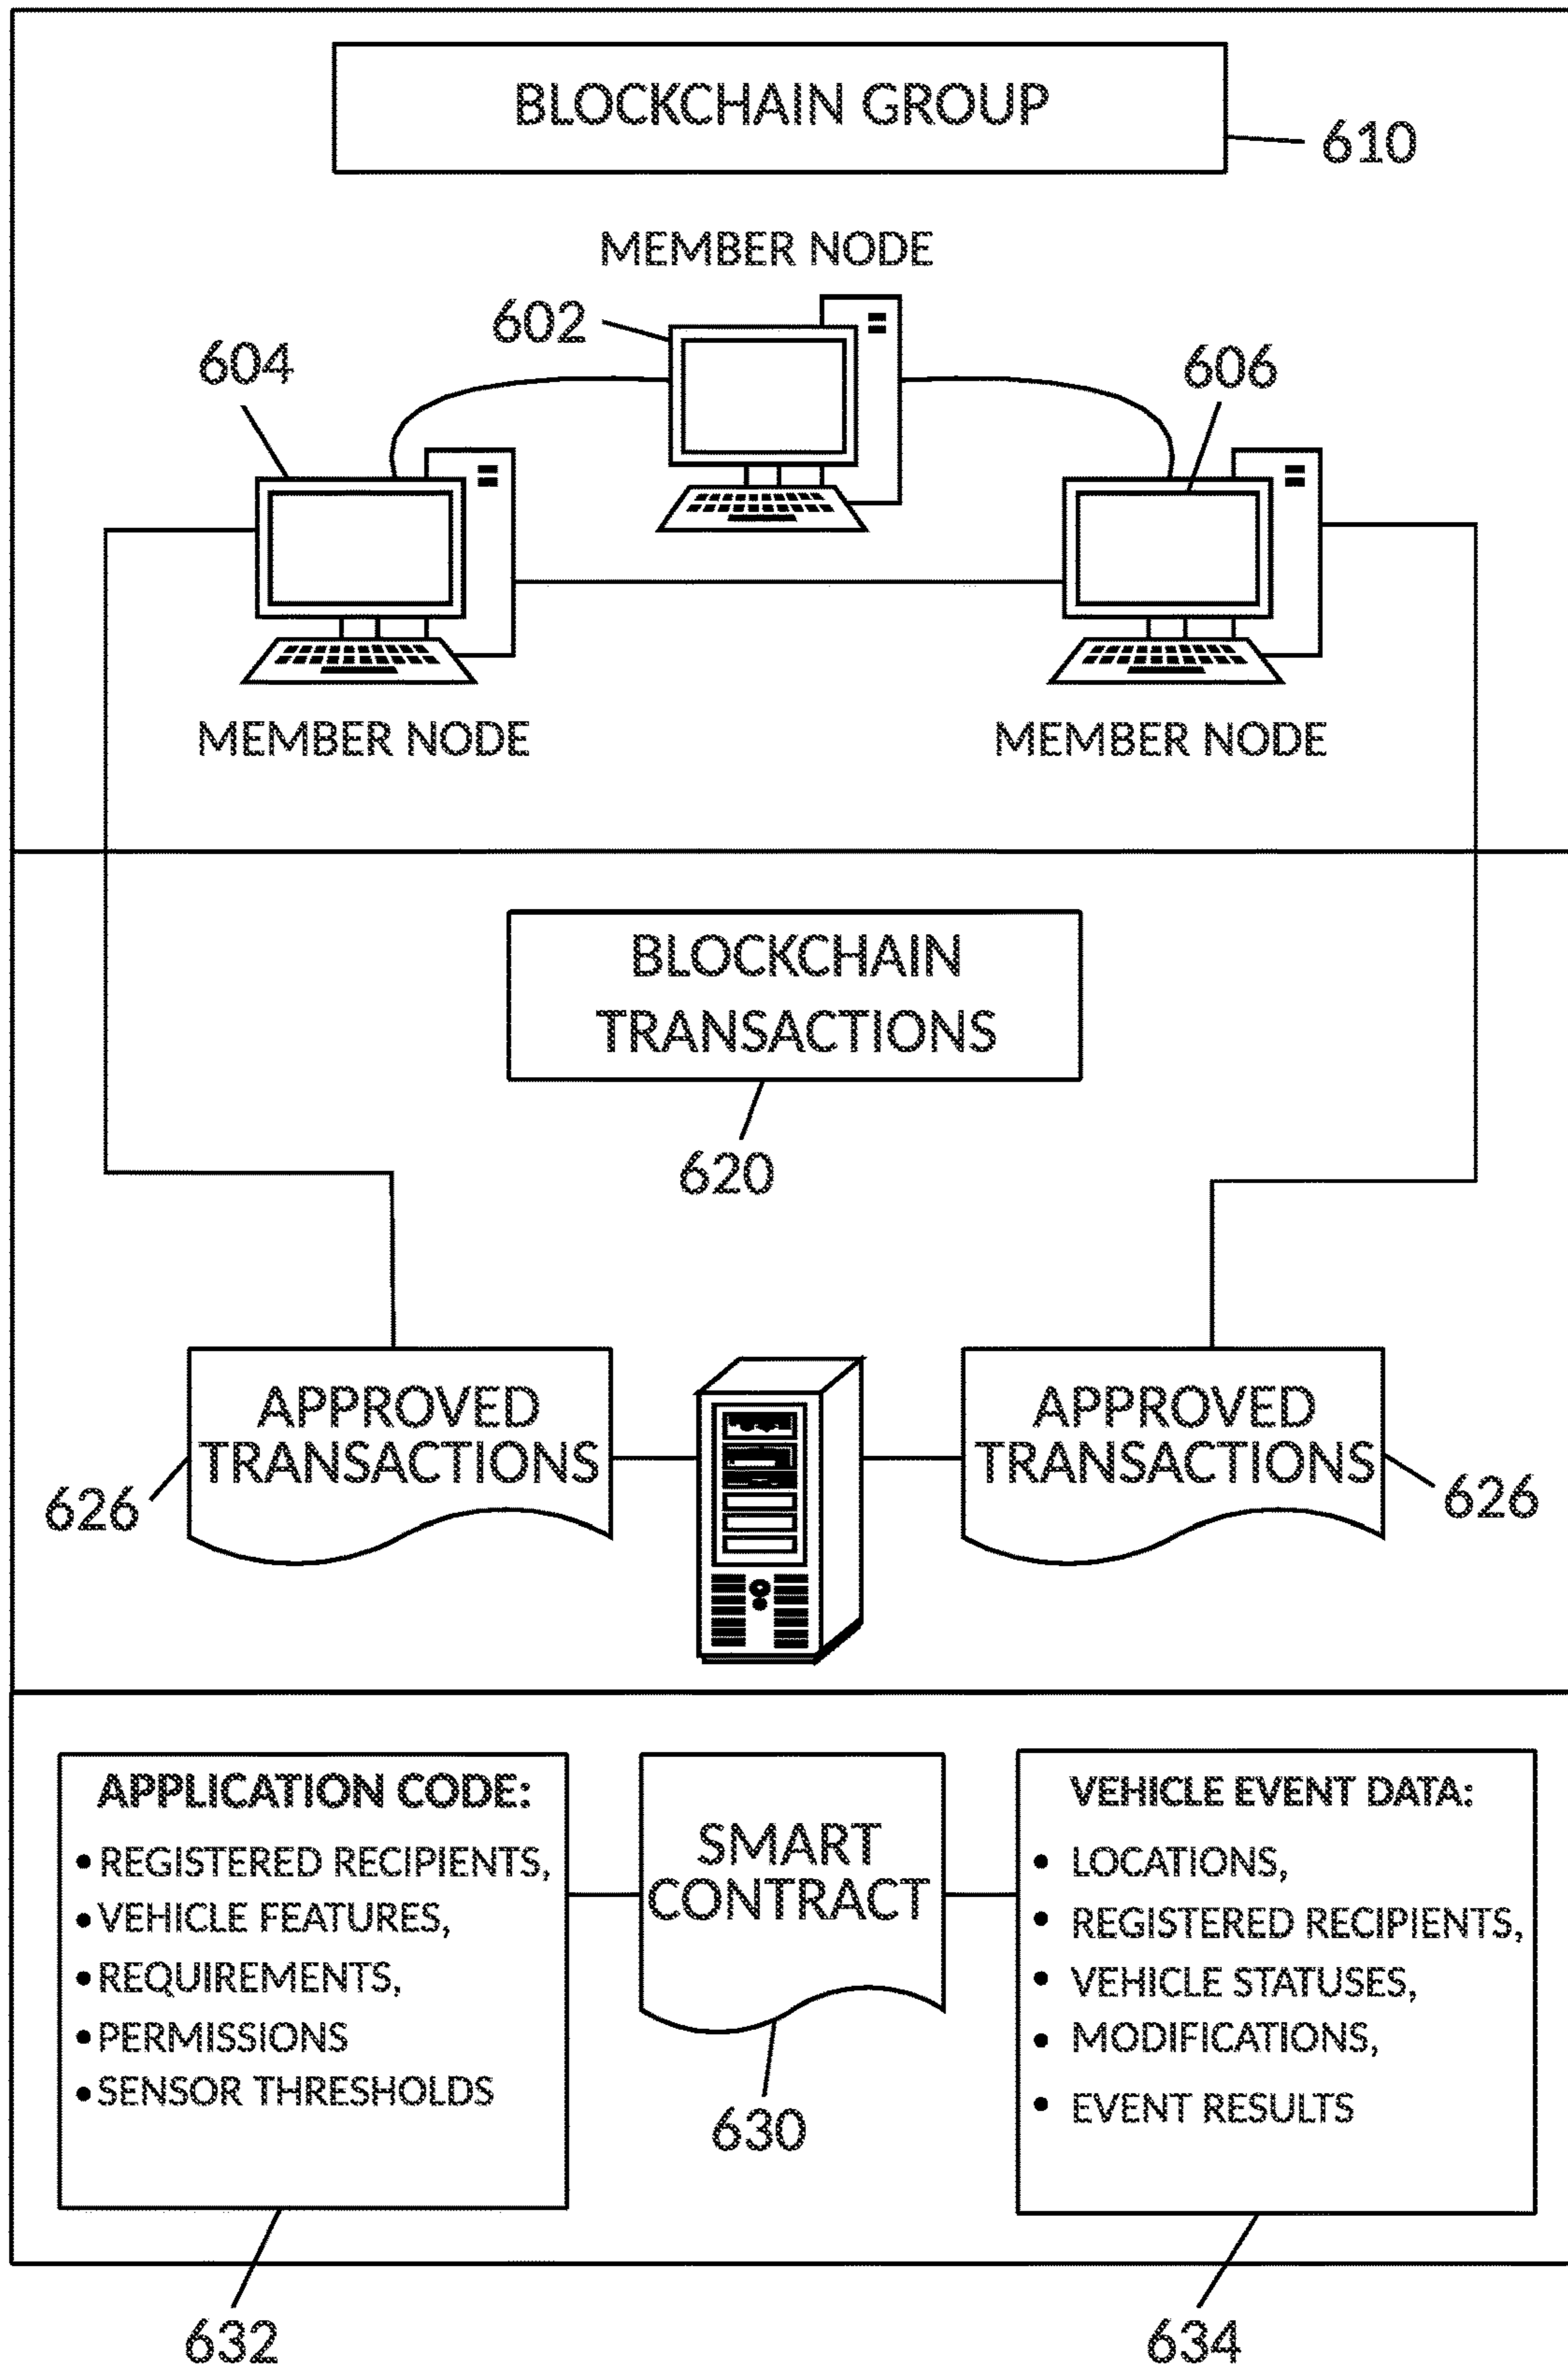 BLOCKCHAIN GROUP
610
MEMBER NODE
602
604
606
MEMBER NODE
MEMBER NODE
BLOCKCHAIN
TRANSACTIONS
620
APPROVED
TRANSACTIONS
626
APPROVED
TRANSACTIONS
626
APPLICATION CODE:
• REGISTERED RECIPIENTS,
• VEHICLE FEATURES,
• REQUIREMENTS,
• PERMISSIONS
• SENSOR THRESHOLDS
632
SMART
CONTRACT
630
VEHICLE EVENT DATA:
• LOCATIONS,
• REGISTERED RECIPIENTS,
• VEHICLE STATUSES,
• MODIFICATIONS,
• EVENT RESULTS
634